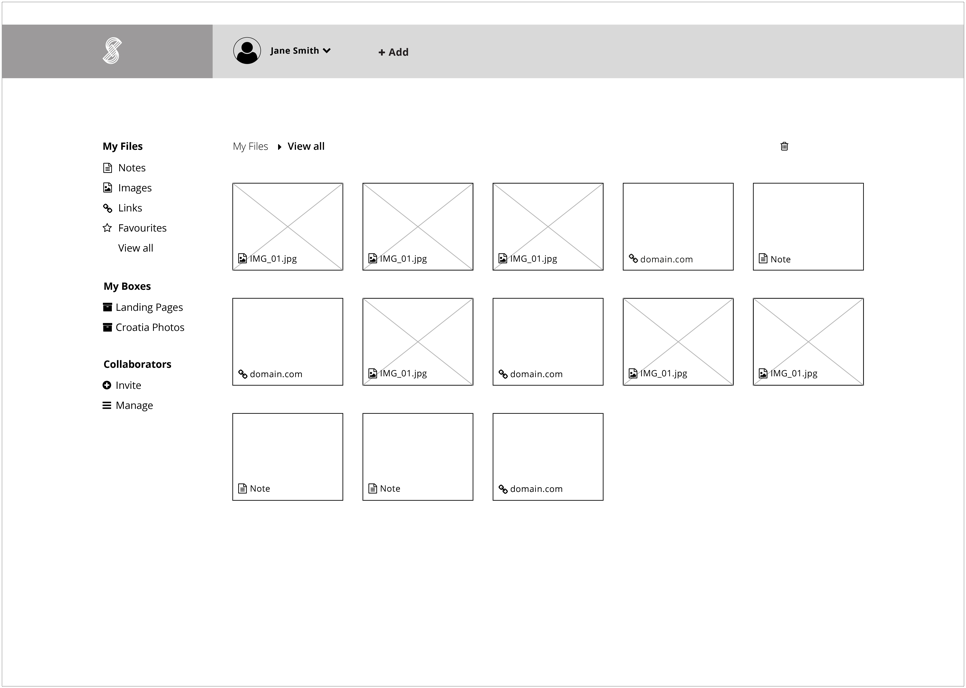 Jane Smith
+ Add
My Files
Notes
Images
Links
Favourites
View all
My Boxes
Landing Pages
Croatia Photos
Collaborators
Invite
Manage
My Files View all
IMG_01.jpg
IMG_01.jpg
IMG_01.jpg
domain.com
Note
domain.com
IMG_01.jpg
domain.com
IMG_01.jpg
IMG_01.jpg
Note
Note
domain.com